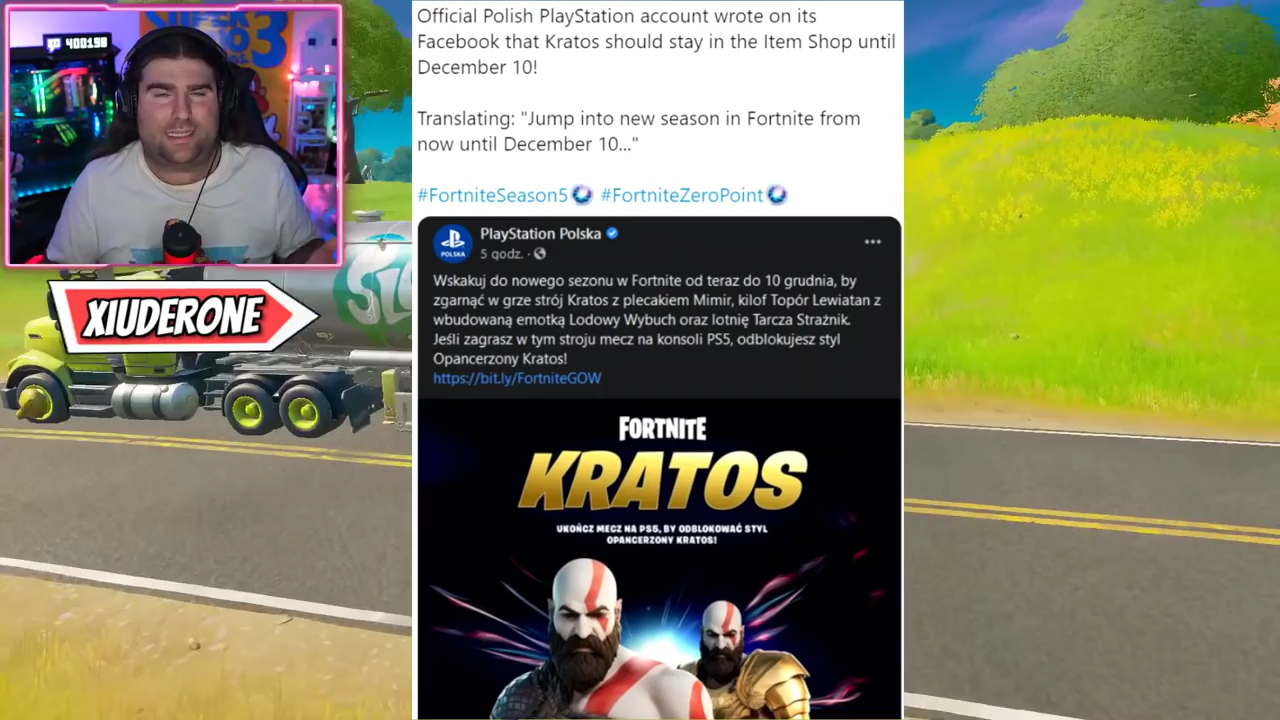 400198
Official Polish PlayStation account wrote on its
Facebook that Kratos should stay in the Item Shop until
December 10!
Translating: "Jump into new season in Fortnite from
now until December 10..."
#FortniteSeason5 #FortniteZeroPoint
XIUDERONE
PlayStation Polska
POLSKA
5 godz. ·
Wskakuj do nowego sezonu w Fortnite od teraz do 10 grudnia, by
zgarnąć w grze strój Kratos z plecakiem Mimir, kilof Topór Lewiatan z
wbudowaną emotką Lodowy Wybuch oraz lotnię Tarcza Strażnik.
Jeśli zagrasz w tym stroju mecz na konsoli PS5, odblokujesz styl
Opancerzony Kratos!
https://bit.ly/FortniteGOW
FORTNITE
KRATOS
UKOŃCZ MECZ NA PS5, BY ODBLOKOWAĆ STYL
OPANCERZONY KRATOS!